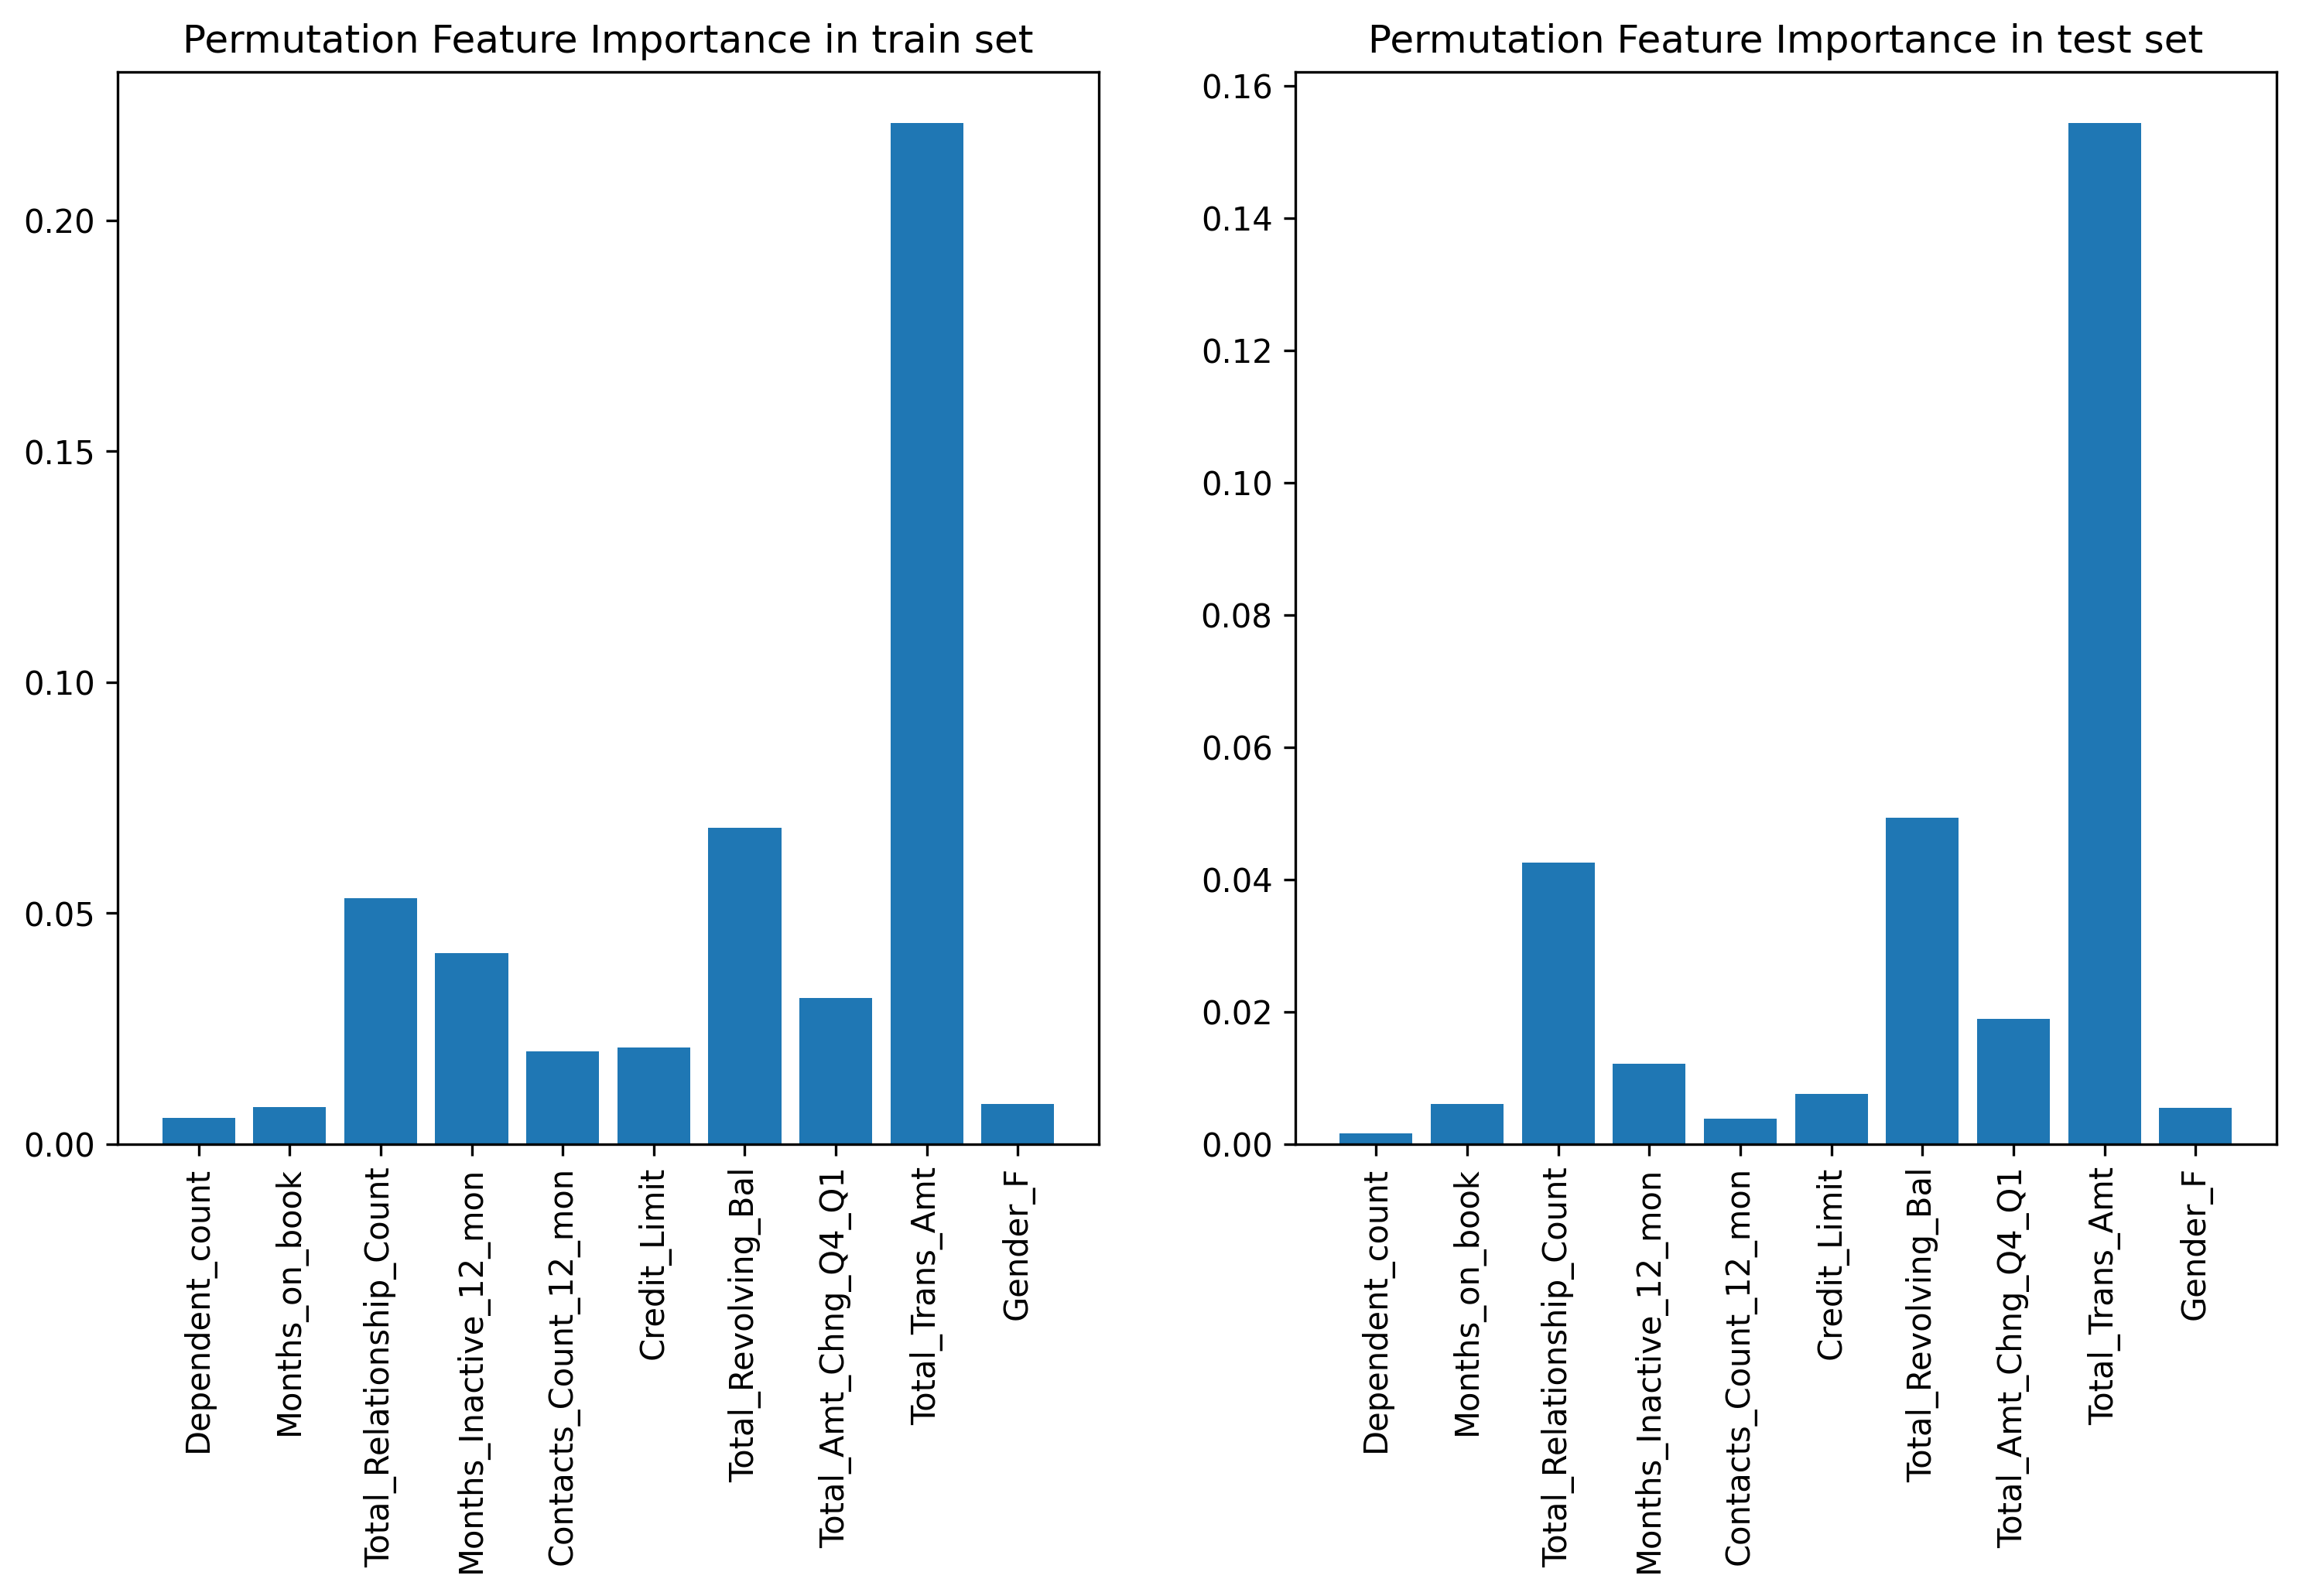 Permutation Feature Importance in train set
0.20
0.15
0.10
0.05
0.00
Dependent_count
Months_on_book
Total_Relationship_Count
Months_Inactive_12_mon
Contacts_Count_12_mon
Credit_Limit
Total_Revolving_Bal
Total_Amt_Chng_Q4_Q1
Total_Trans_Amt
Gender_F
Permutation Feature Importance in test set
0.16
0.14
0.12
0.10
0.08
0.06
0.04
0.02
0.00
Dependent_count
Months_on_book
Total_Relationship_Count
Months_Inactive_12_mon
Contacts_Count_12_mon
Credit_Limit
Total_Revolving_Bal
Total_Amt_Chng_Q4_Q1
Total_Trans_Amt
Gender_F